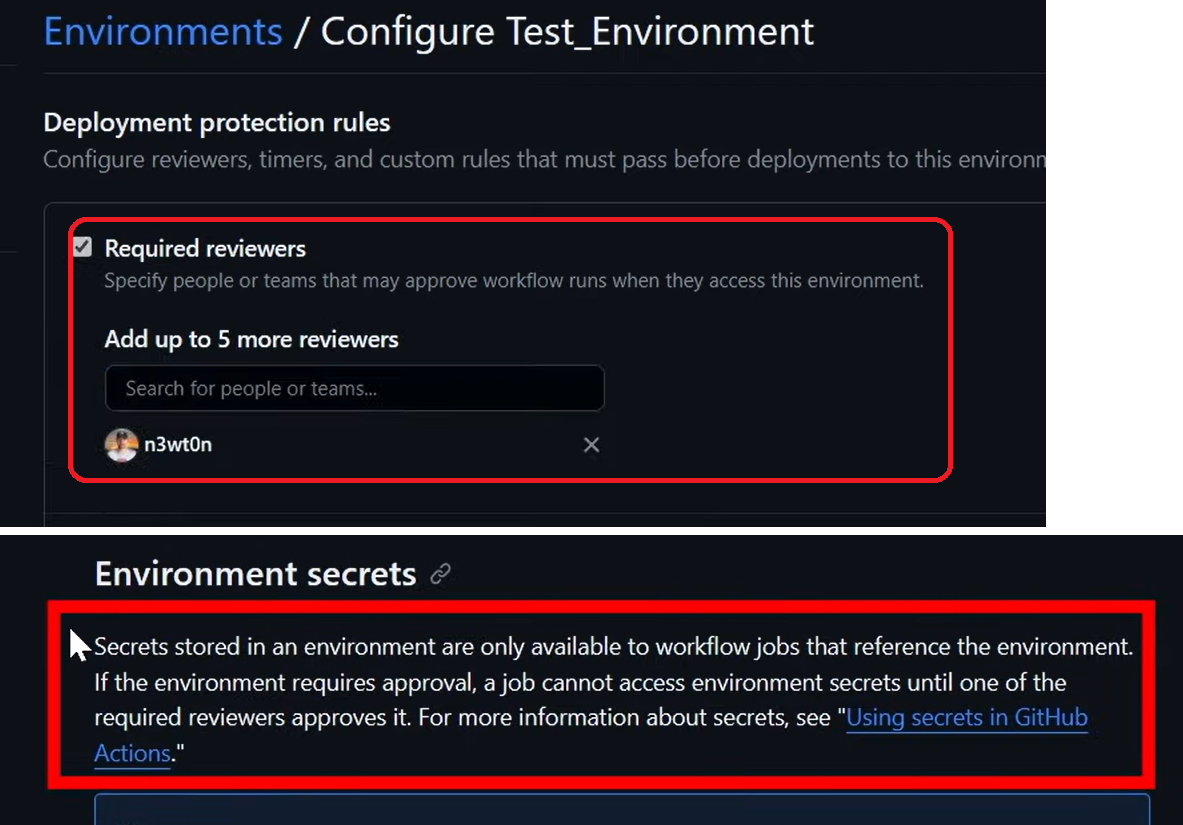 Environments / Configure Test_Environment
Deployment protection rules
Configure reviewers, timers, and custom rules that must pass before deployments to this
Required reviewers
Specify people or teams that may approve workflow runs when they access this environment.
Add up to 5 more reviewers
Search for people or teams...
n3wt0n
Environment secrets
Secrets stored in an environment are only available to workflow jobs that reference the environment.
If the environment requires approval, a job cannot access environment secrets until one of the
required reviewers approves it. For more information about secrets, see "Using secrets in GitHub
Actions."